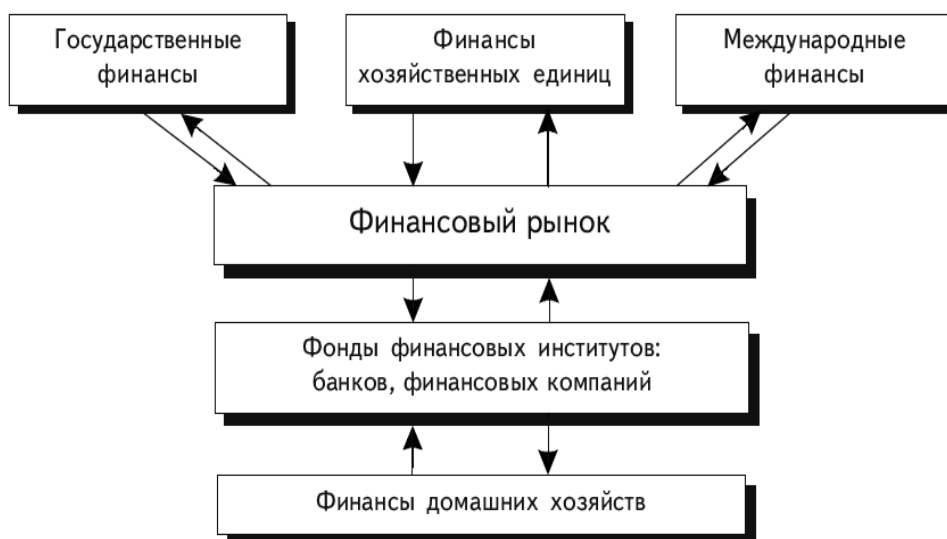 Государственные
финансы
Финансы
хозяйственных единиц
Международные
финансы
Финансовый рынок
Фонды финансовых институтов:
банков, финансовых компаний
Финансы домашних хозяйств